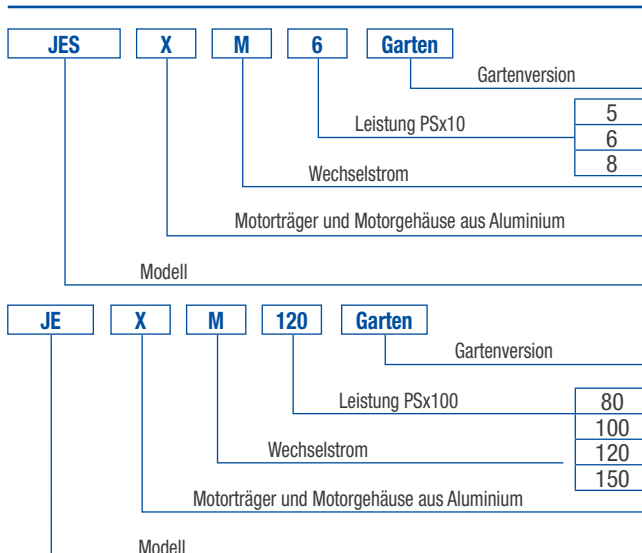 JES X M 6 Garten
Gartenversion
Leistung PSx10
5
6
8
Wechselstrom
Motorträger und Motorgehäuse aus Aluminium
Modell
JE X M 120 Garten
Gartenversion
Leistung PSx100
80
100
120
150
Wechselstrom
Motorträger und Motorgehäuse aus Aluminium
Modell